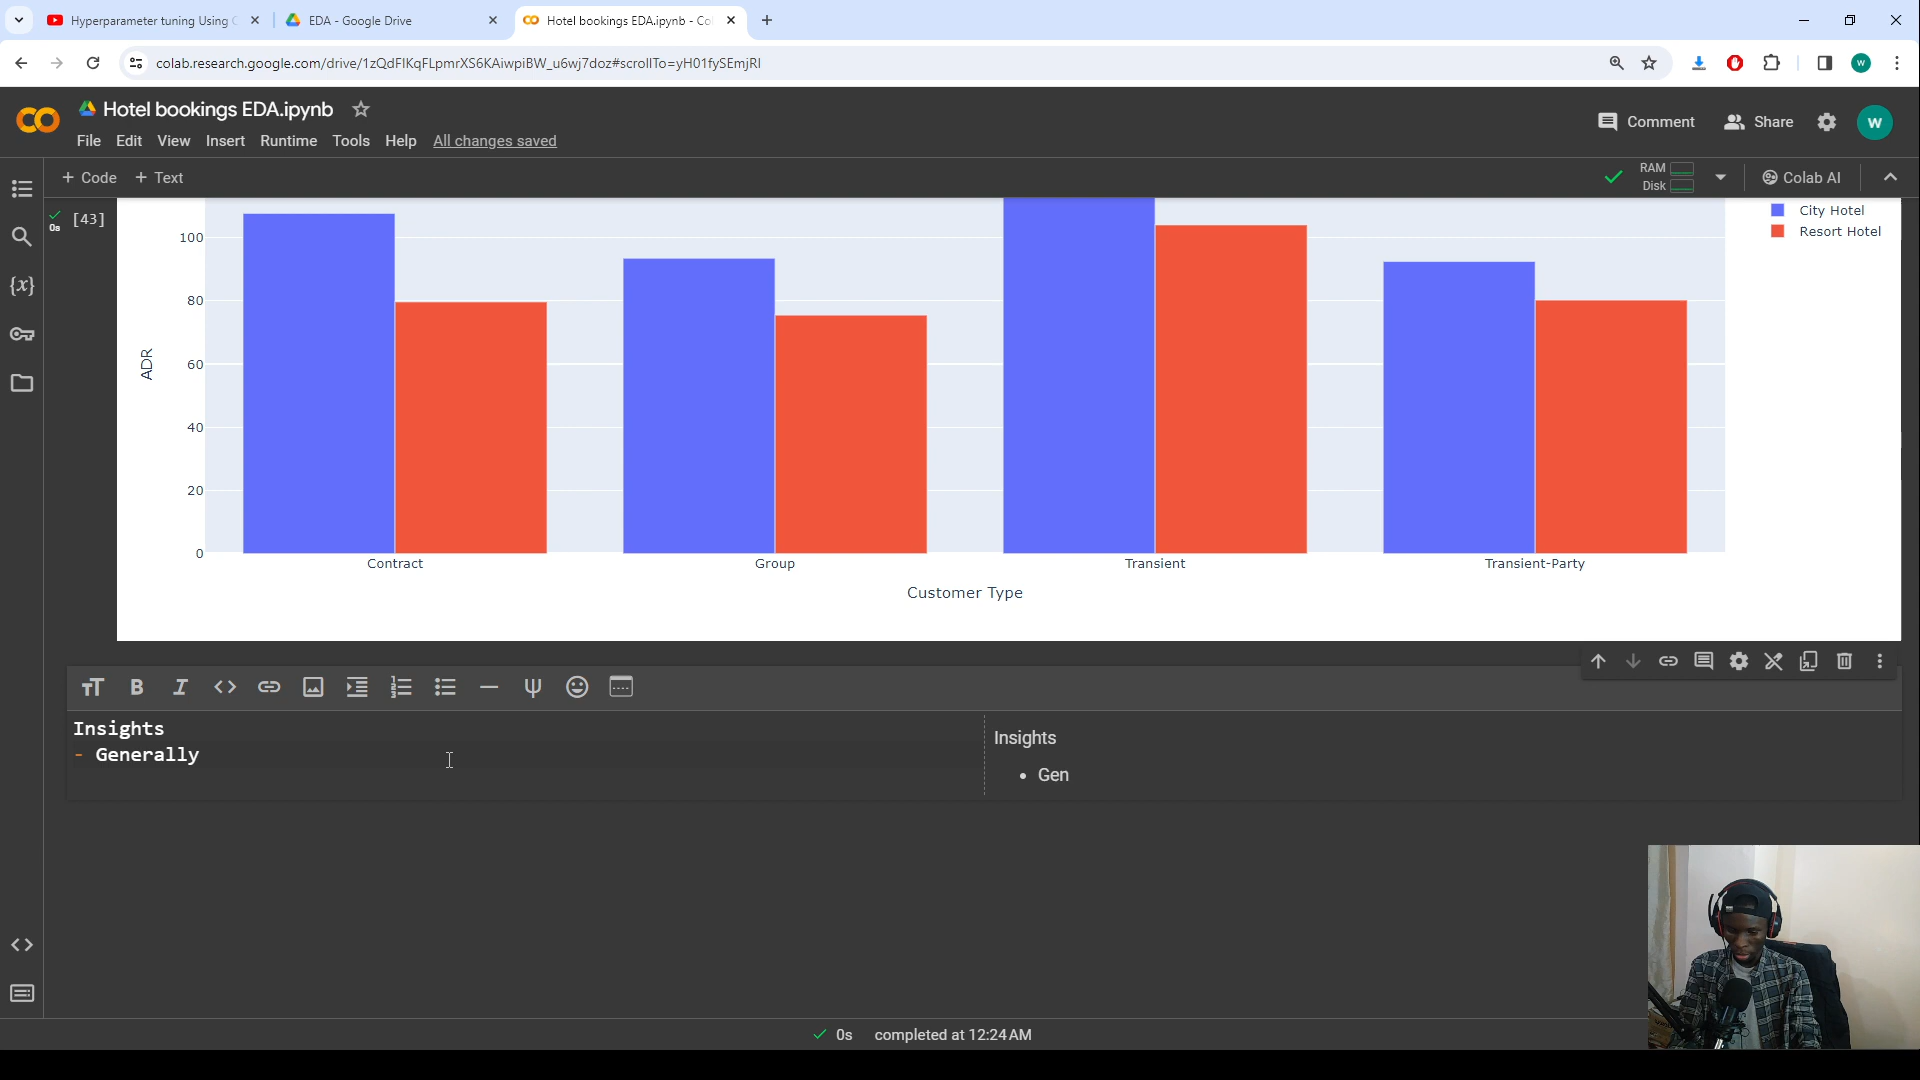 Hyperparameter tuning Using
EDA - Google Drive
Hotel bookings EDA.ipynb - Co
colab.research.google.com/drive/1zQdFIKqFLpmrXS6KAiwpiBW_u6wj7doz#scrollTo=yH01fySEmjRI
W
Hotel bookings EDA.ipynb
Comment
Share
W
File Edit View Insert Runtime Tools Help All changes saved
+ Code + Text
RAM
Disk
Colab AI
0s
[43]
City Hotel
Resort Hotel
100
80
60
40
20
0
ADR
Contract
Group
Transient
Transient-Party
Customer Type
Insights
- Generally
Insights
• Gen
0s completed at 12:24 AM